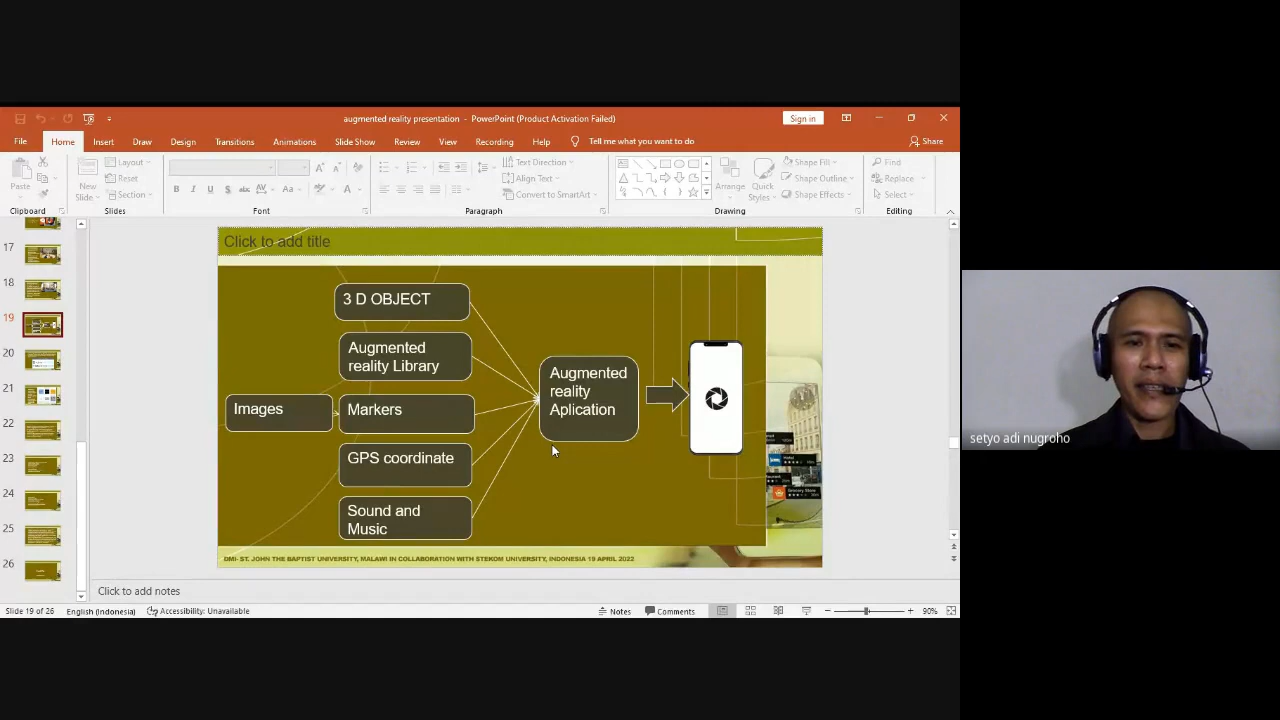 augmented reality presentation - PowerPoint (Product Activation Failed)
Sign in
File Home Insert Draw Design Transitions Animations Slide Show Review View Recording Help Tell me what you want to do
Share
Paste
Clipboard
New
Slide
Layout
Reset
Section
Slides
B I U S abc AV Aa A
Font
Text Direction
Align Text
Convert to SmartArt
Paragraph
Arrange
Quick
Styles
Shape Fill
Shape Outline
Shape Effects
Drawing
Find
Replace
Select
Editing
17
18
19
20
21
22
23
24
25
26
Click to add title
3 D OBJECT
Augmented
reality Library
Images
Markers
GPS coordinate
Sound and
Music
Augmented
reality
Aplication
DMI- ST. JOHN THE BAPTIST UNIVERSITY, MALAWI IN COLLABORATION WITH STEKOM UNIVERSITY, INDONESIA 19 APRIL 2022
Click to add notes
Slide 19 of 26 English (Indonesia) Accessibility: Unavailable
Notes Comments 90%
setyo adi nugroho